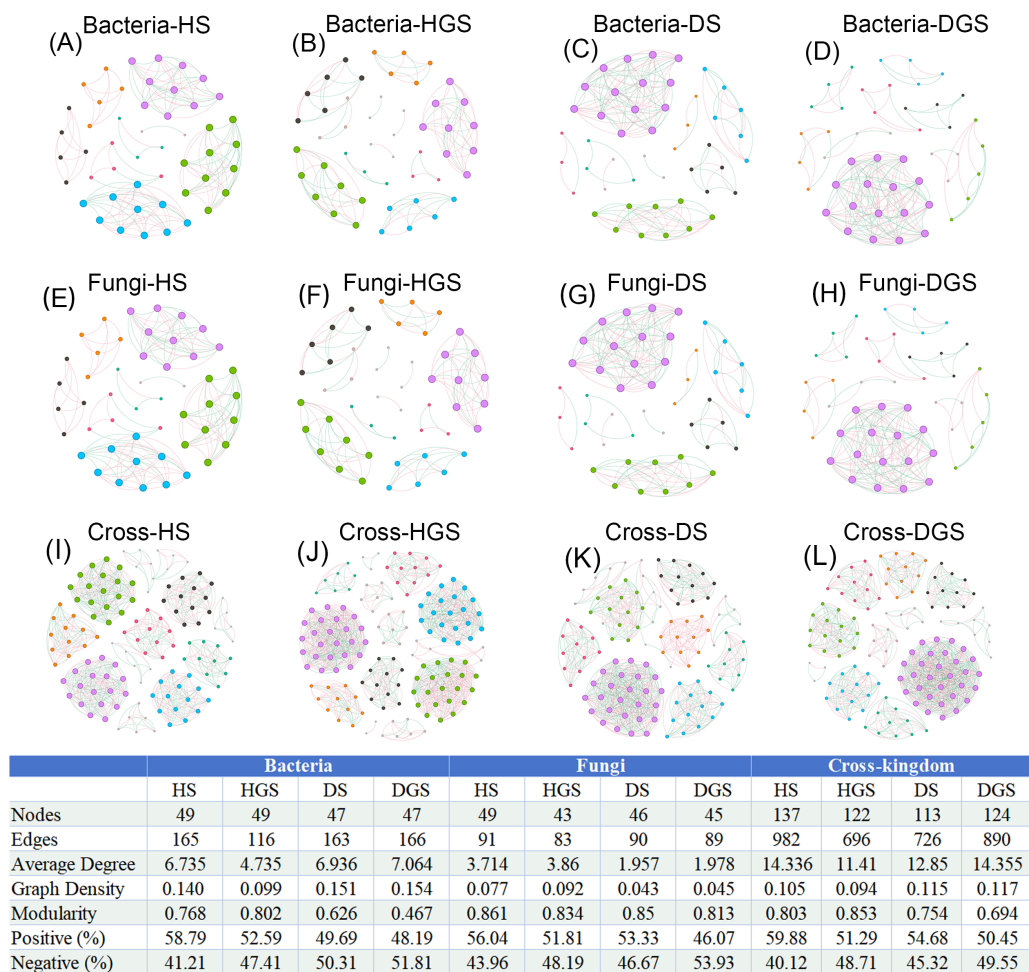 Bacteria-HS Bacteria-HGS Bacteria-DS Bacteria-DGS
(A) (B) (C) (D)
Fungi-HS Fungi-HGS Fungi-DS Fungi-DGS
(E) (F) (G) (H)
Cross-HS Cross-HGS Cross-DS Cross-DGS
(I) (J) (K) (L)
Bacteria Fungi Cross-kingdom
HS HGS DS DGS HS HGS DS DGS HS HGS DS DGS
Nodes 49 49 47 47 49 43 46 45 137 122 113 124
Edges 165 116 163 166 91 83 90 89 982 696 726 890
Average Degree 6.735 4.735 6.936 7.064 3.714 3.86 1.957 1.978 14.336 11.41 12.85 14.355
Graph Density 0.140 0.099 0.151 0.154 0.077 0.092 0.043 0.045 0.105 0.094 0.115 0.117
Modularity 0.768 0.802 0.626 0.467 0.861 0.834 0.85 0.813 0.803 0.853 0.754 0.694
Positive (%) 58.79 52.59 49.69 48.19 56.04 51.81 53.33 46.07 59.88 51.29 54.68 50.45
Negative (%) 41.21 47.41 50.31 51.81 43.96 48.19 46.67 53.93 40.12 48.71 45.32 49.55